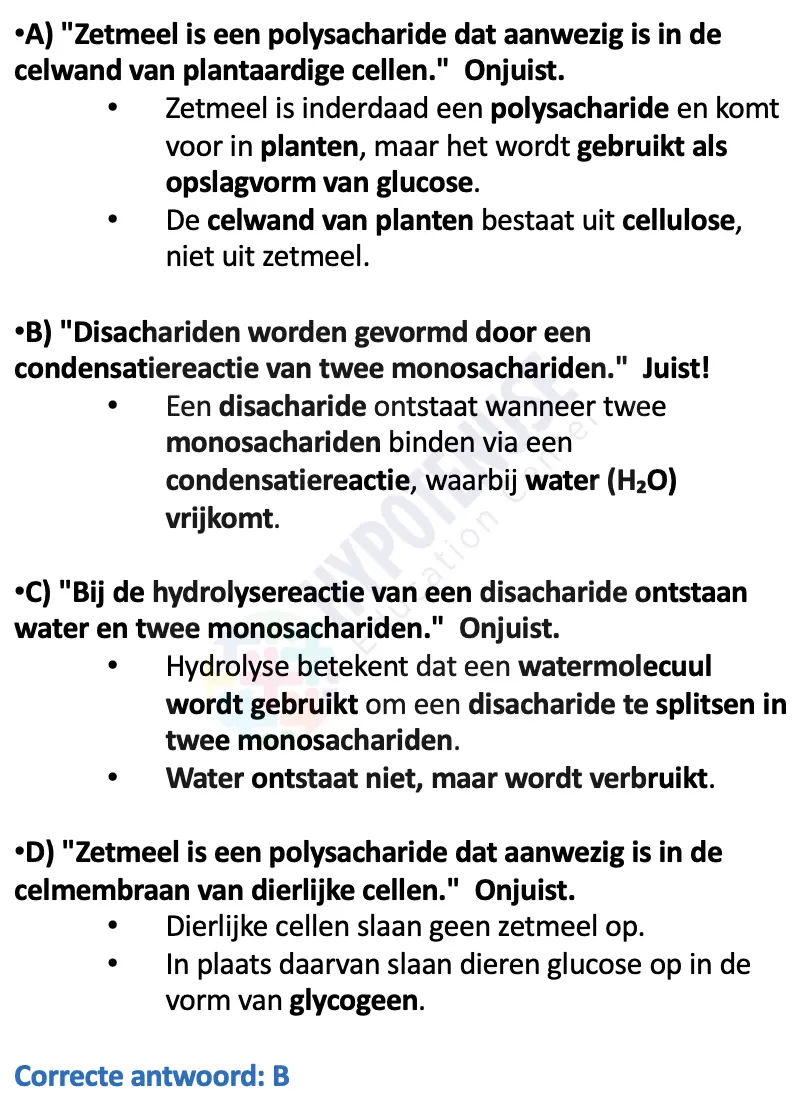 •A) "Zetmeel is een polysacharide dat aanwezig is in de
celwand van plantaardige cellen."  Onjuist.
• Zetmeel is inderdaad een polysacharide en komt
voor in planten, maar het wordt gebruikt als
opslagvorm van glucose.
• De celwand van planten bestaat uit cellulose,
niet uit zetmeel.
•B) "Disachariden worden gevormd door een
condensatiereactie van twee monosachariden."  Juist!
• Een disacharide ontstaat wanneer twee
monosachariden binden via een
condensatiereactie, waarbij water (H₂O)
vrijkomt.
•C) "Bij de hydrolysereactie van een disacharide ontstaan
water en twee monosachariden."  Onjuist.
• Hydrolyse betekent dat een watermolecuul
wordt gebruikt om een disacharide te splitsen in
twee monosachariden.
• Water ontstaat niet, maar wordt verbruikt.
•D) "Zetmeel is een polysacharide dat aanwezig is in de
celmembraan van dierlijke cellen."  Onjuist.
• Dierlijke cellen slaan geen zetmeel op.
• In plaats daarvan slaan dieren glucose op in de
vorm van glycogeen.
Correcte antwoord: B
HYPOTENUSE
Education Center